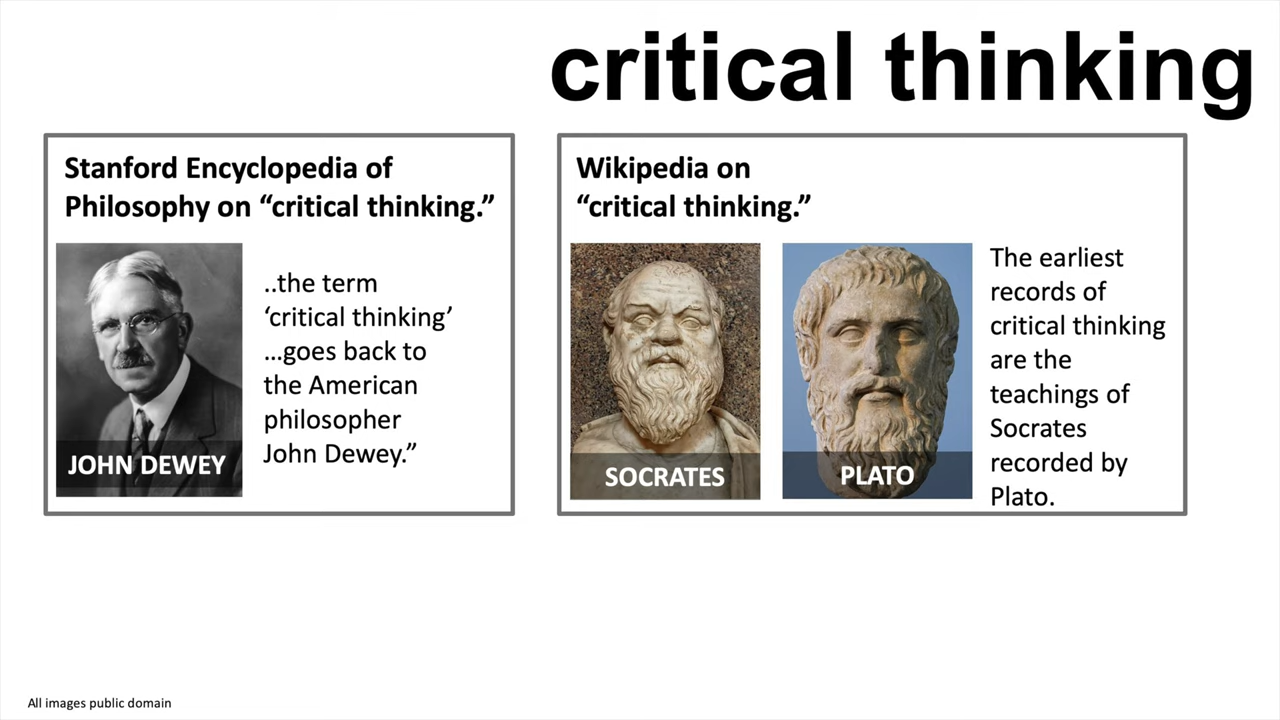 critical thinking
Stanford Encyclopedia of
Philosophy on “critical thinking.”
JOHN DEWEY
..the term
‘critical thinking’
...goes back to
the American
philosopher
John Dewey.”
Wikipedia on
“critical thinking.”
SOCRATES
PLATO
The earliest
records of
critical thinking
are the
teachings of
Socrates
recorded by
Plato.
All images public domain